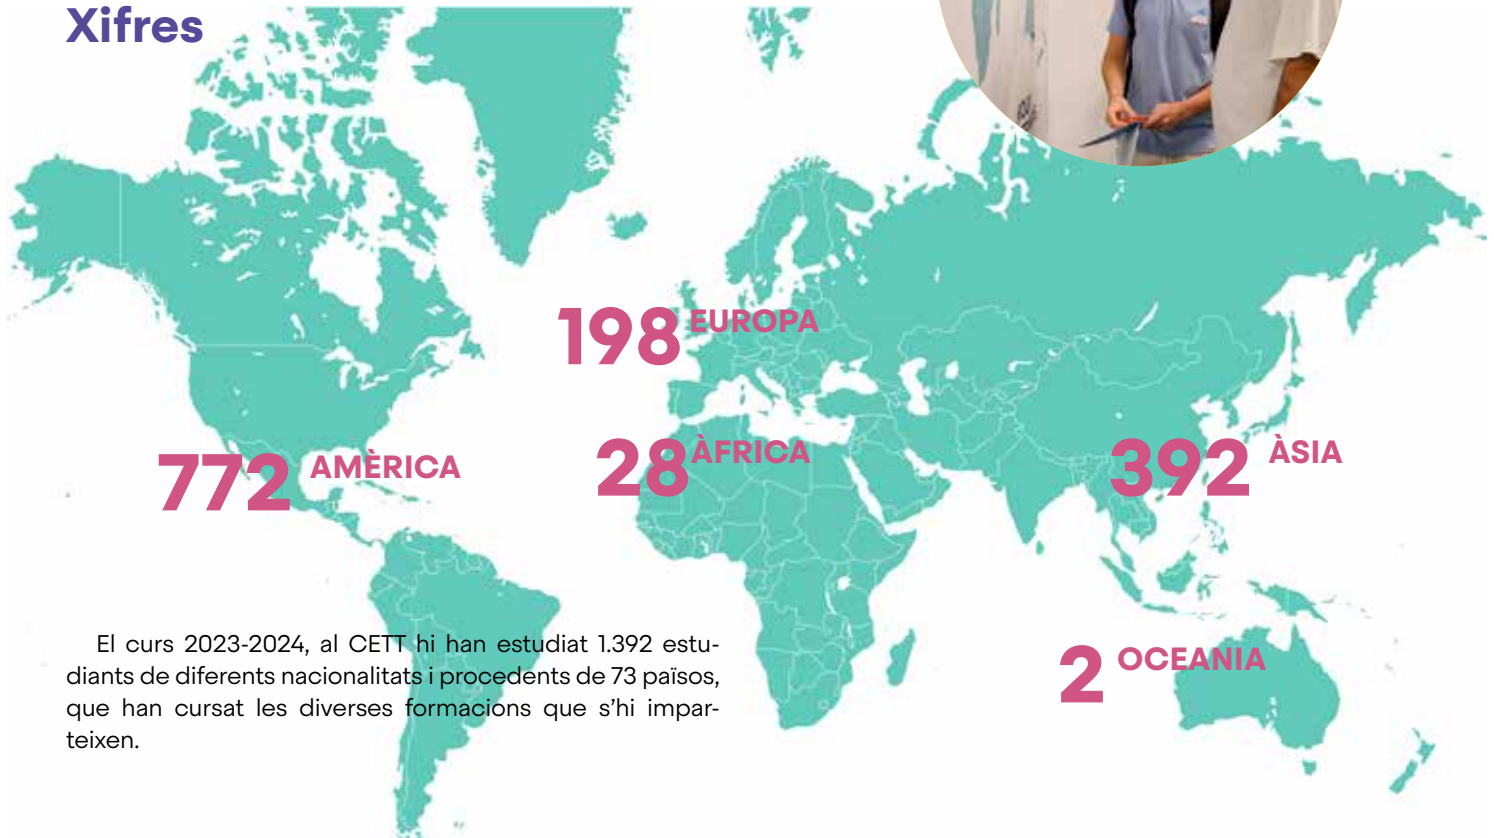 Xifres
198 EUROPA
772 AMÈRICA
28 ÀFRICA
392 ÀSIA
2 OCEANIA
El curs 2023-2024, al CETT hi han estudiat 1.392 estu-
diants de diferents nacionalitats i procedents de 73 països,
que han cursat les diverses formacions que s’hi impar-
teixen.